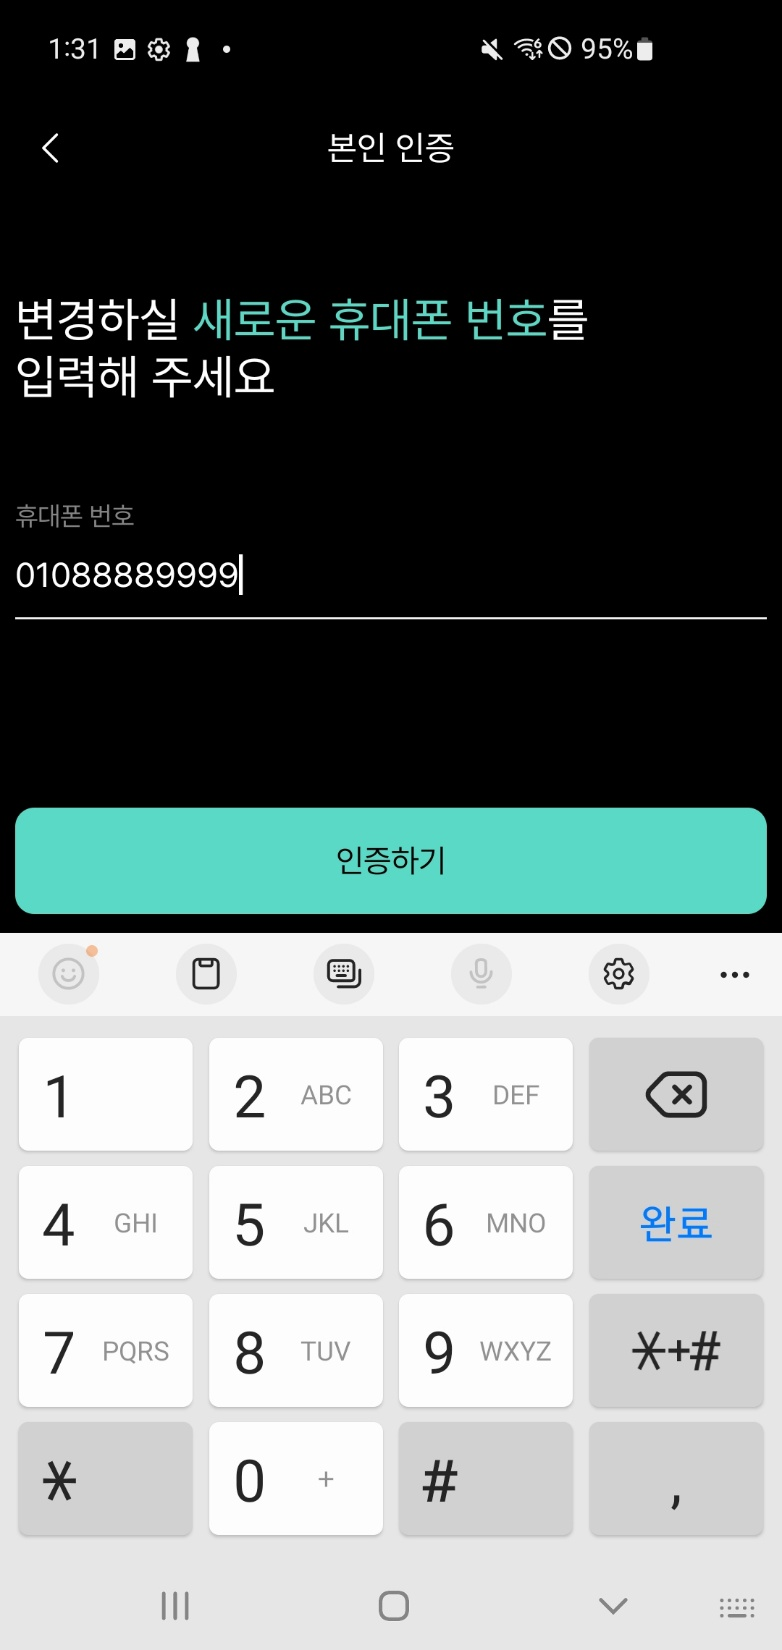 1:31
95%
본인 인증
변경하실 새로운 휴대폰 번호를
입력해 주세요
휴대폰 번호
01088889999
인증하기
1
2 ABC
3 DEF
4 GHI
5 JKL
6 MNO
완료
7 PQRS
8 TUV
9 WXYZ
*+#
*
0 +
#
,